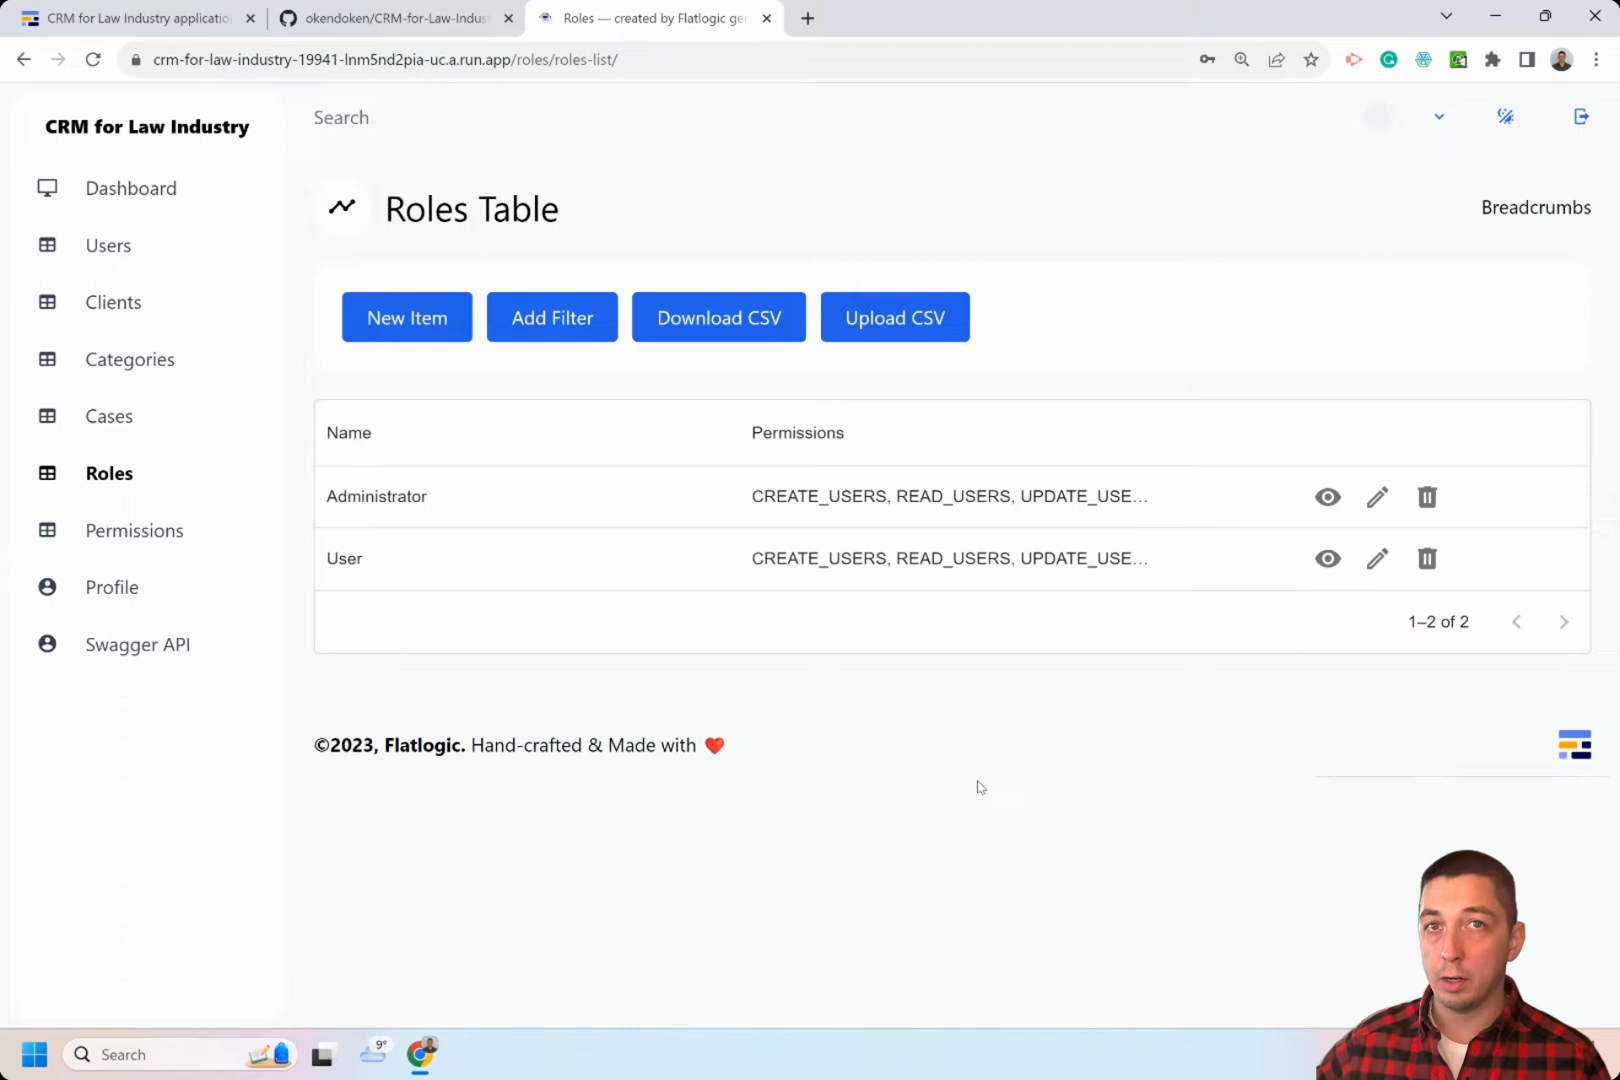 CRM for Law Industry applicatio
okendoken/CRM-for-Law-Indus
Roles — created by Flatlogic ger
crm-for-law-industry-19941-lnm5nd2pia-uc.a.run.app/roles/roles-list/
CRM for Law Industry
Search
Dashboard
Roles Table
Breadcrumbs
Users
Clients
New Item
Add Filter
Download CSV
Upload CSV
Categories
Cases
Name
Permissions
Roles
Administrator
CREATE_USERS, READ_USERS, UPDATE_USE...
Permissions
User
CREATE_USERS, READ_USERS, UPDATE_USE...
Profile
1–2 of 2
Swagger API
©2023, Flatlogic. Hand-crafted & Made with
Search
9°